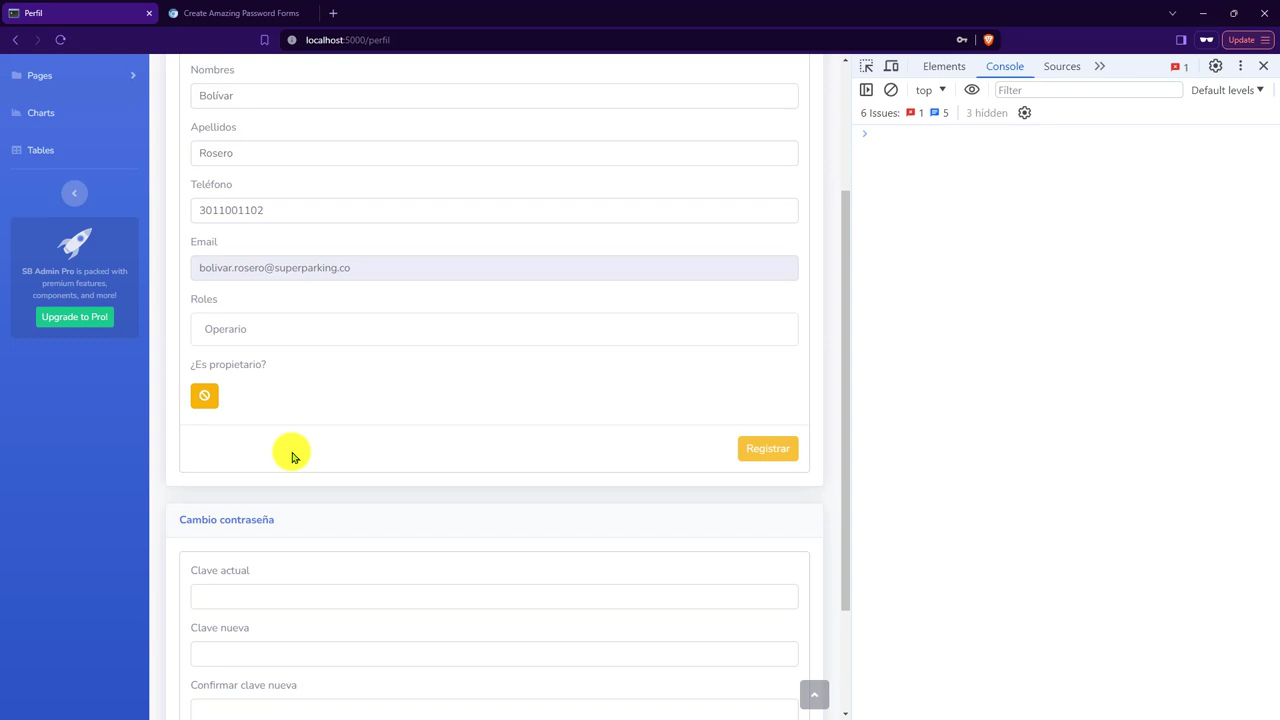 Perfil
Create Amazing Password Forms
localhost:5000/perfil
Update
Pages
Charts
Tables
SB Admin Pro is packed with
premium features,
components, and more!
Upgrade to Pro!
Nombres
Bolívar
Apellidos
Rosero
Teléfono
3011001102
Email
bolivar.rosero@superparking.co
Roles
Operario
¿Es propietario?
Registrar
Cambio contraseña
Clave actual
Clave nueva
Confirmar clave nueva
Elements
Console
Sources
1
top
Filter
Default levels
6 Issues:
1
5
3 hidden